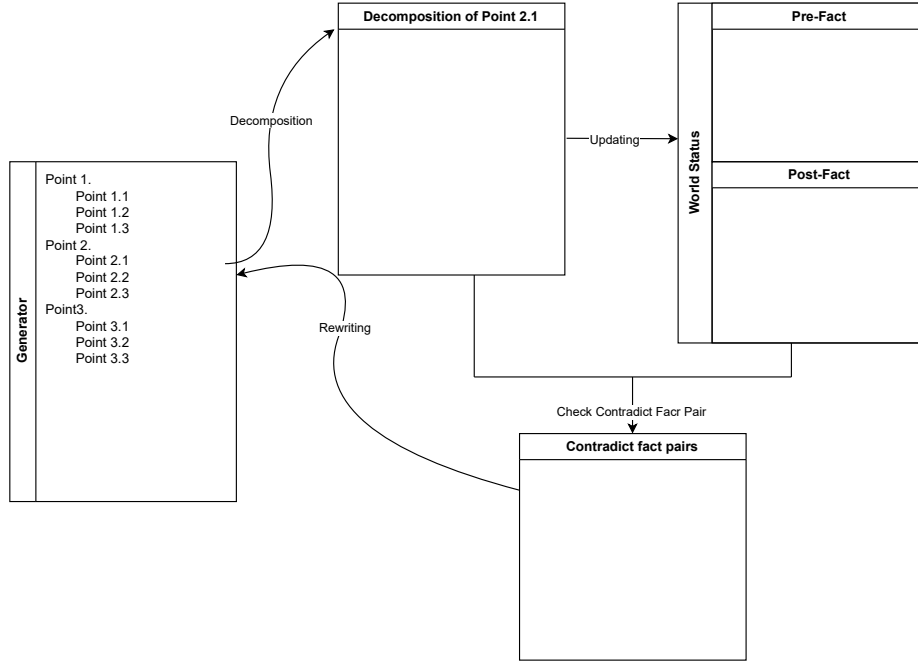 Decomposition of Point 2.1
Pre-Fact
Decomposition
Updating
World Status
Post-Fact
Generator
Point 1.
Point 1.1
Point 1.2
Point 1.3
Point 2.
Point 2.1
Point 2.2
Point 2.3
Point3.
Point 3.1
Point 3.2
Point 3.3
Rewriting
Check Contradict Facr Pair
Contradict fact pairs